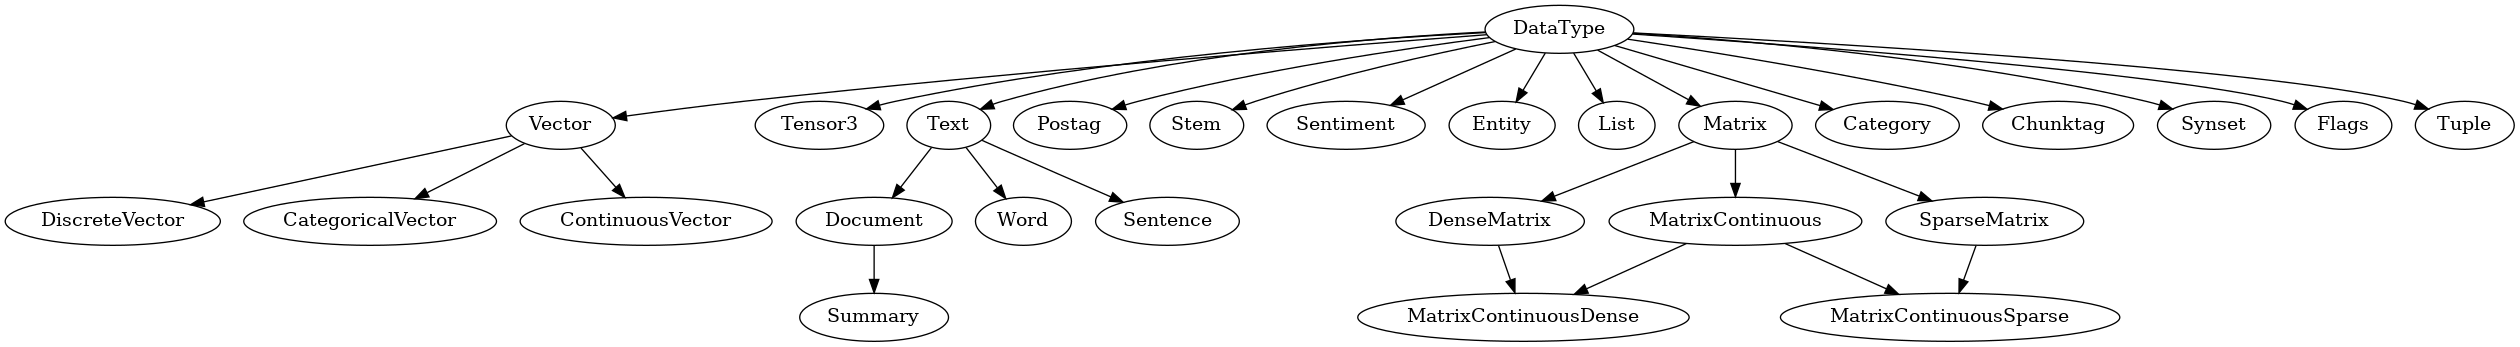 DataType
Vector
Tensor3
Text
Postag
Stem
Sentiment
Entity
List
Matrix
Category
Chunktag
Synset
Flags
Tuple
DiscreteVector
CategoricalVector
ContinuousVector
Document
Word
Sentence
DenseMatrix
MatrixContinuous
SparseMatrix
Summary
MatrixContinuousDense
MatrixContinuousSparse